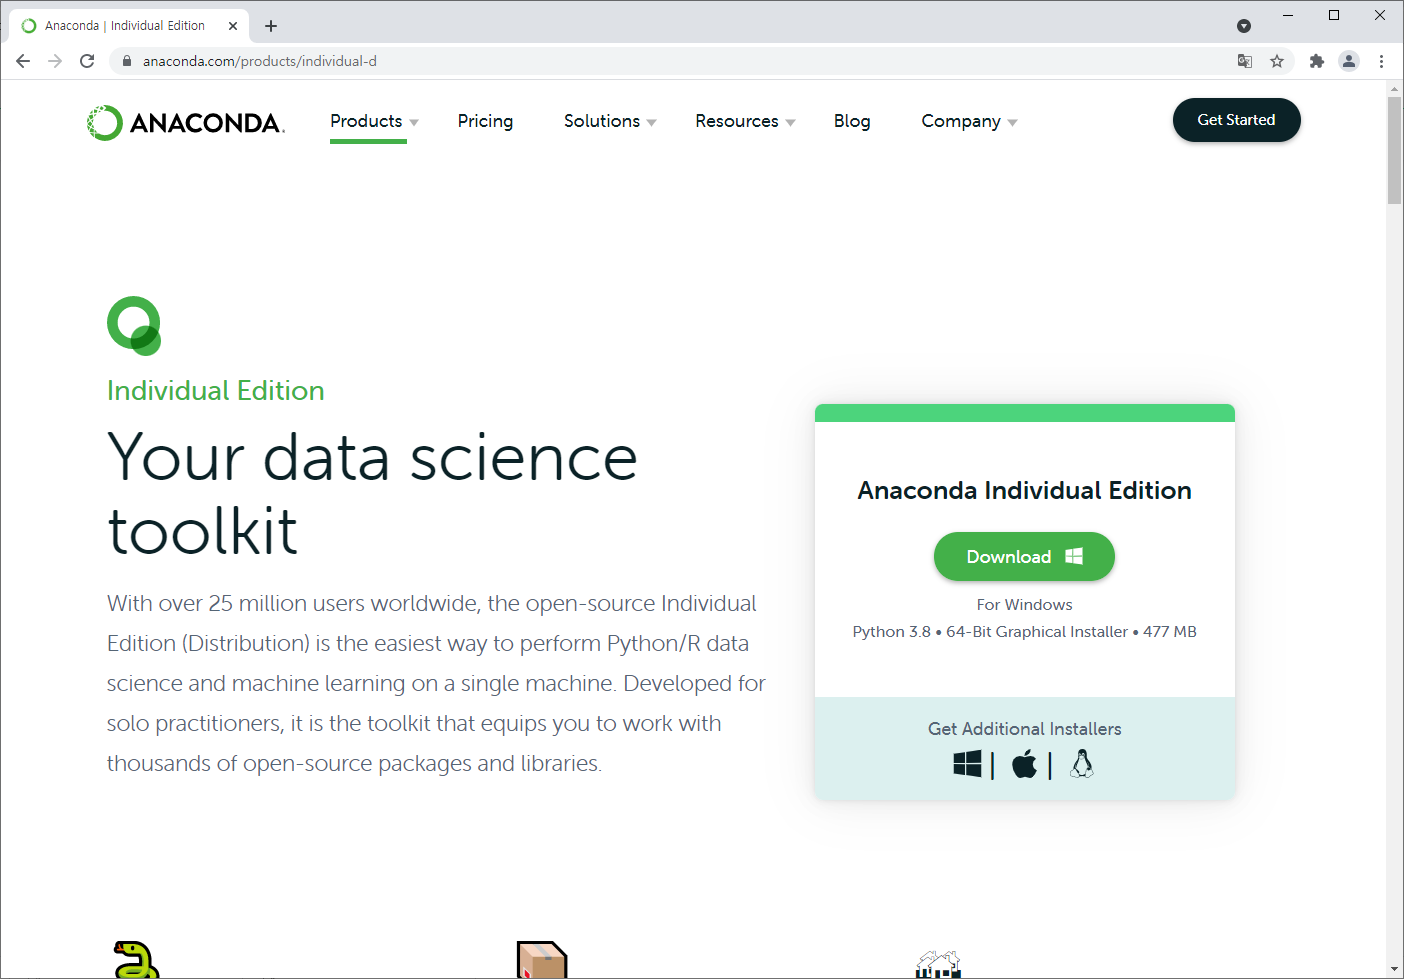 Anaconda | Individual Edition
anaconda.com/products/individual-d
ANACONDA.
Products
Pricing
Solutions
Resources
Blog
Company
Get Started
Individual Edition
Your data science
toolkit
With over 25 million users worldwide, the open-source Individual
Edition (Distribution) is the easiest way to perform Python/R data
science and machine learning on a single machine. Developed for
solo practitioners, it is the toolkit that equips you to work with
thousands of open-source packages and libraries.
Anaconda Individual Edition
Download
For Windows
Python 3.8 • 64-Bit Graphical Installer • 477 MB
Get Additional Installers